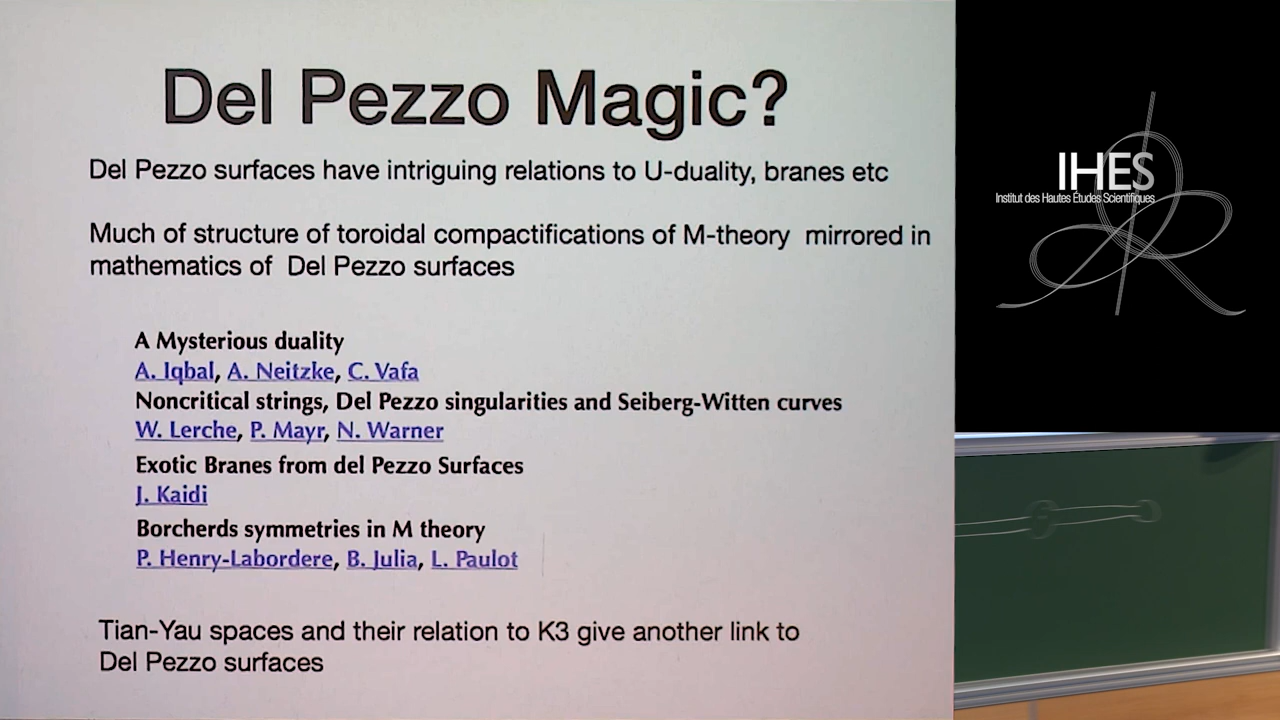 Del Pezzo Magic?
Del Pezzo surfaces have intriguing relations to U-duality, branes etc
Much of structure of toroidal compactifications of M-theory mirrored in
mathematics of Del Pezzo surfaces
A Mysterious duality
A. Iqbal, A. Neitzke, C. Vafa
Noncritical strings, Del Pezzo singularities and Seiberg-Witten curves
W. Lerche, P. Mayr, N. Warner
Exotic Branes from del Pezzo Surfaces
J. Kaidi
Borcherds symmetries in M theory
P. Henry-Labordere, B. Julia, L. Paulot
Tian-Yau spaces and their relation to K3 give another link to
Del Pezzo surfaces
IHES
Institut des Hautes Études Scientifiques